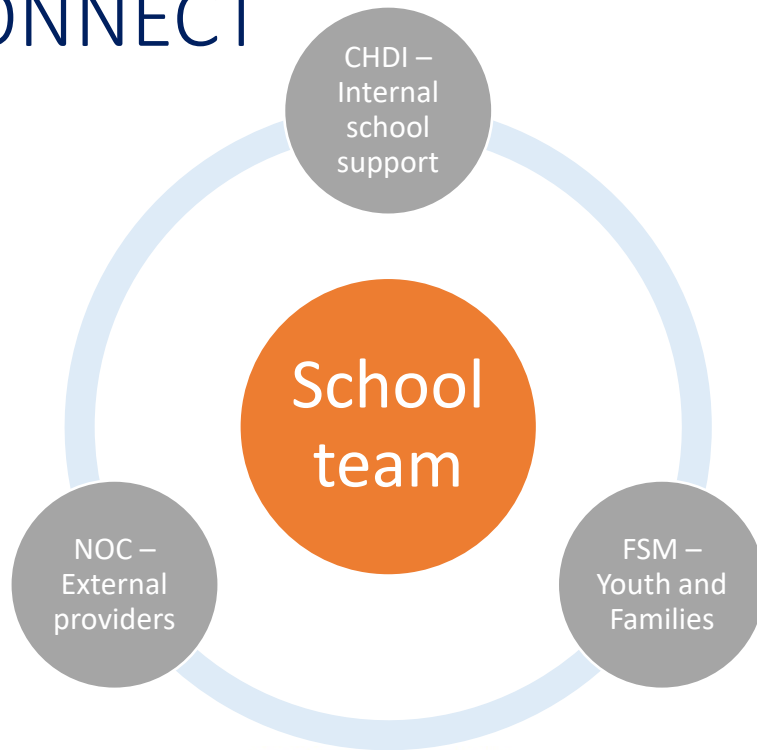 ONNECT
CHDI –
Internal
school
support
School
team
NOC –
External
providers
FSM –
Youth and
Families